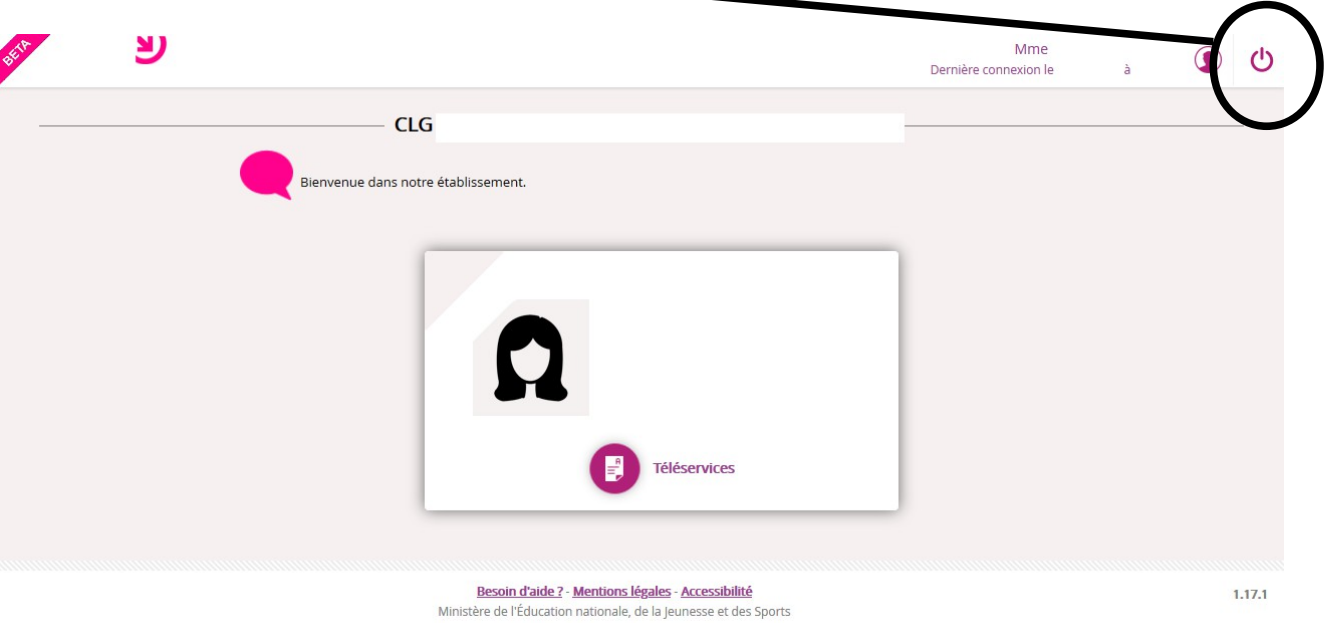 BETA
Mme
Dernière connexion le à
CLG
Bienvenue dans notre établissement.
Téléservices
Besoin d'aide ? - Mentions légales - Accessibilité
1.17.1
Ministère de l'Éducation nationale, de la Jeunesse et des Sports